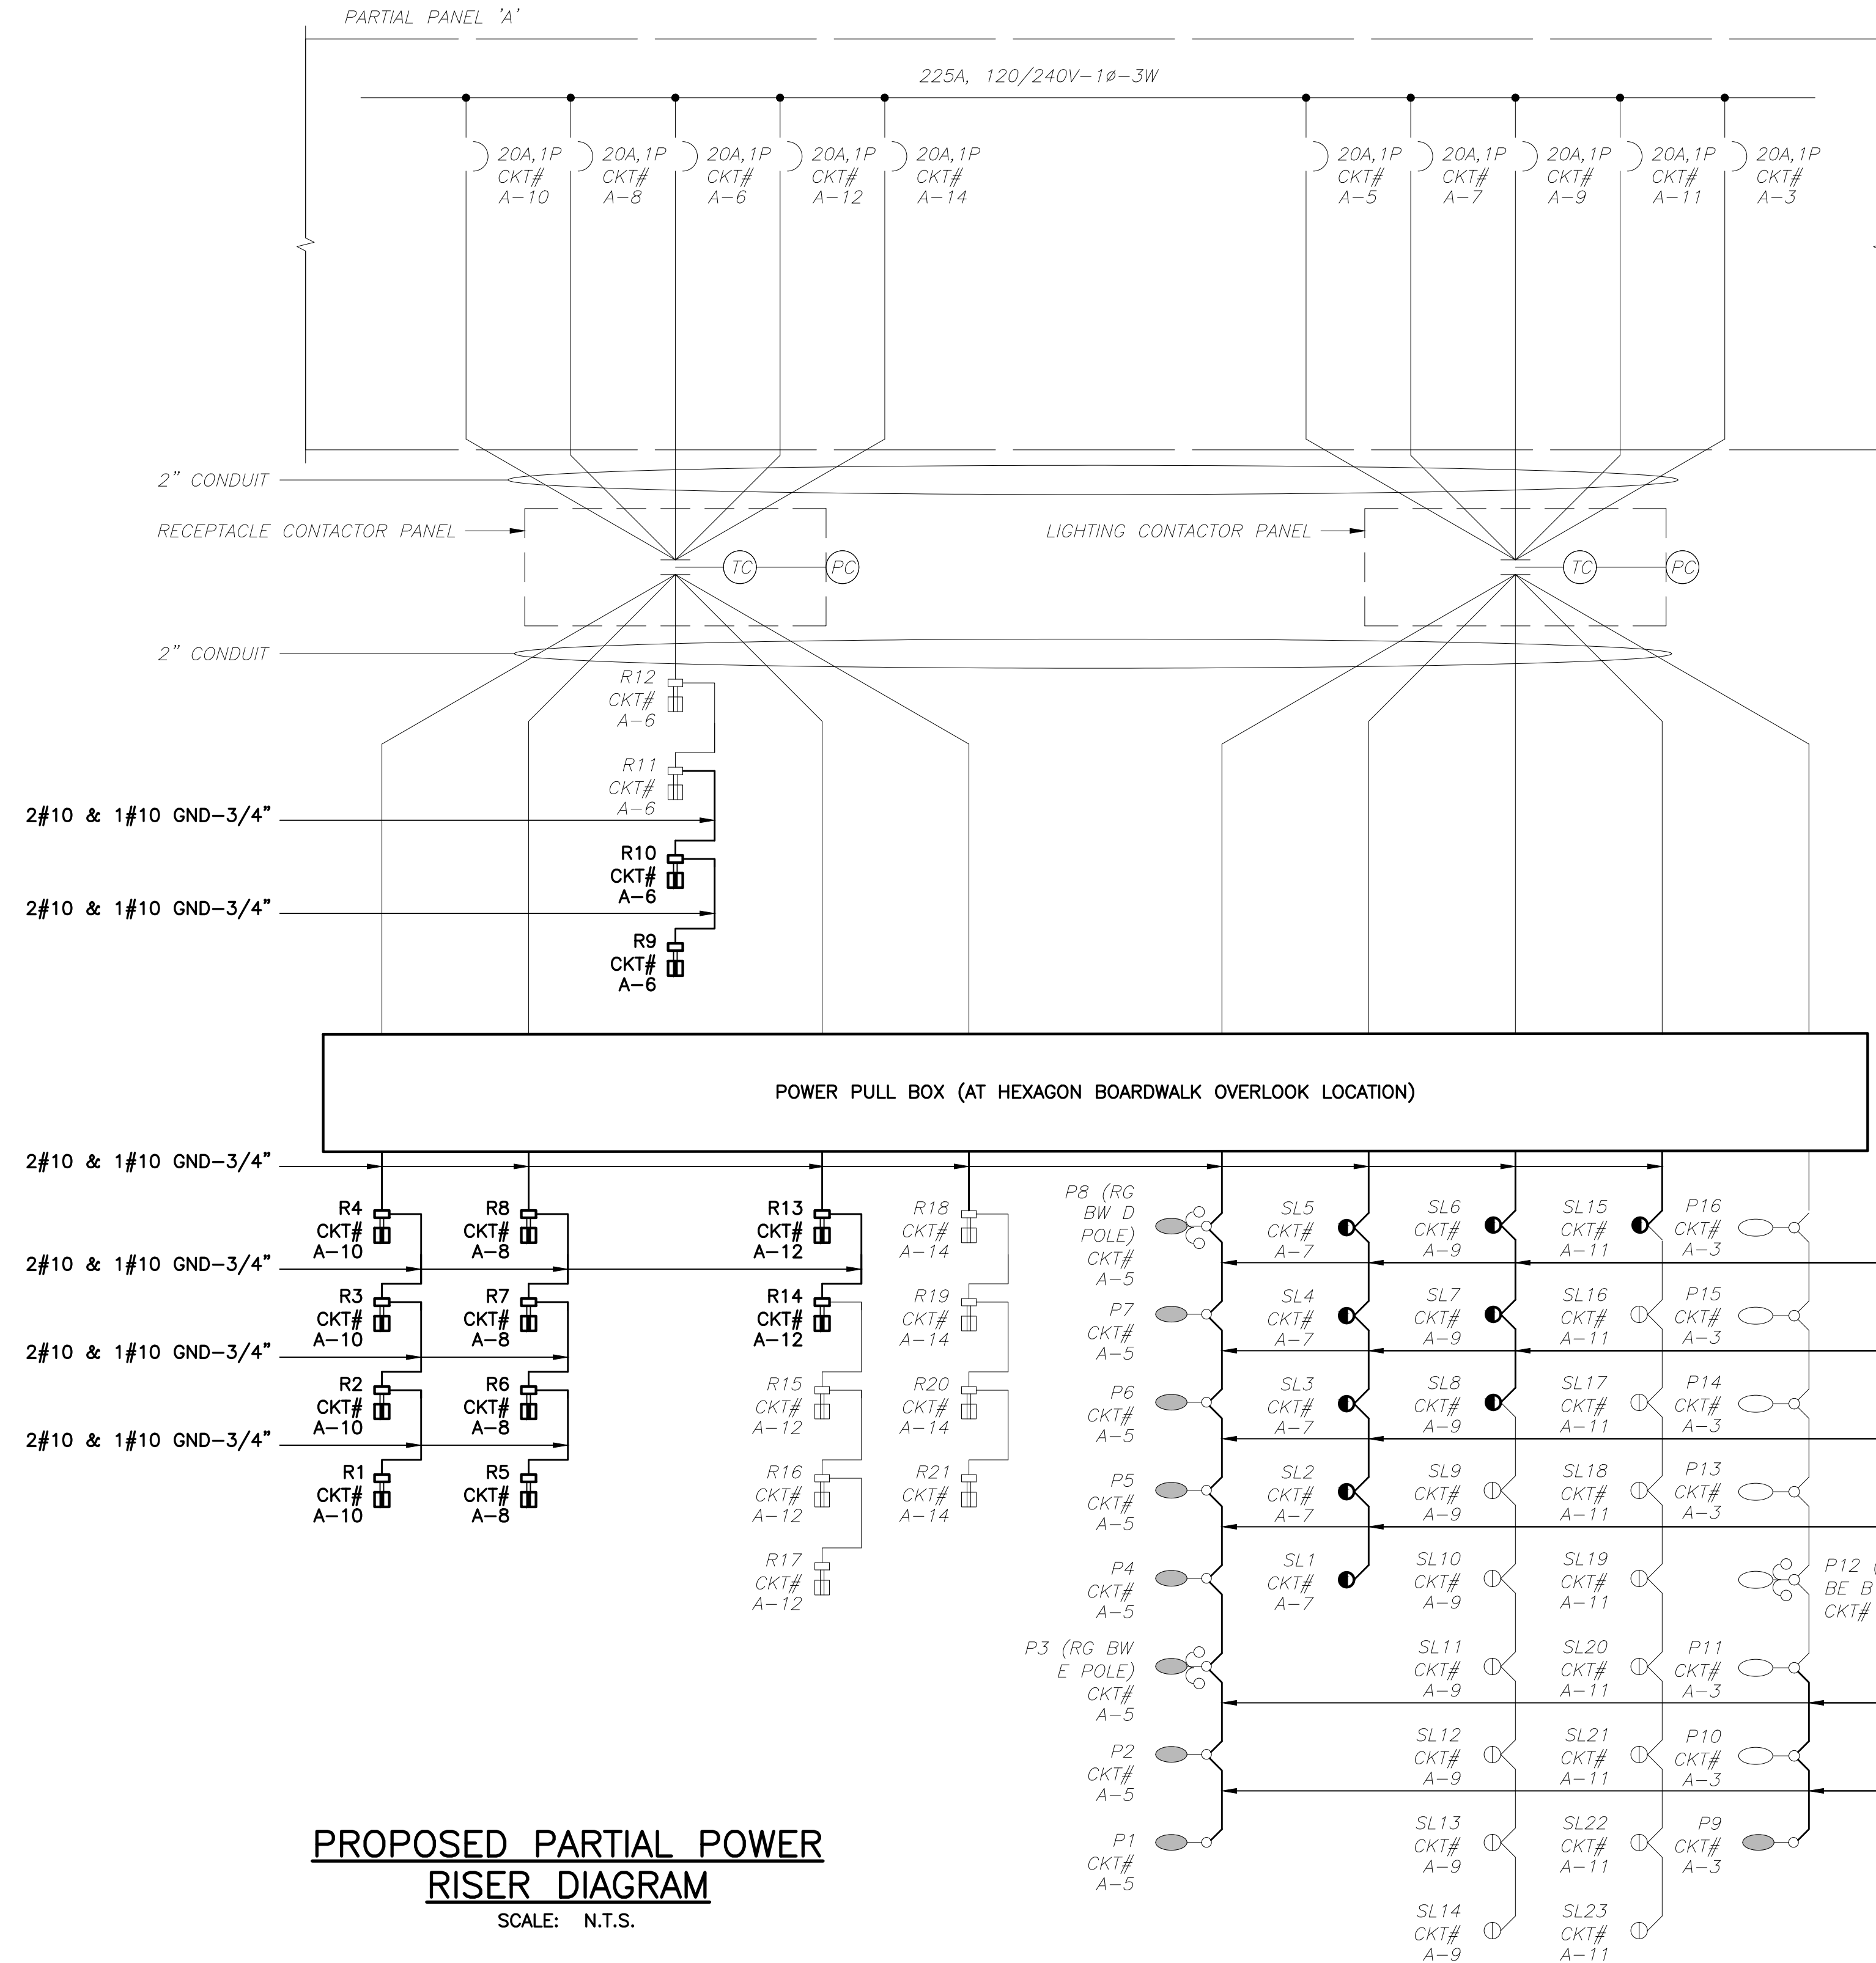 PARTIAL PANEL 'A'
225A, 120/240V-1ø-3W
20A,1P
CKT#
A-10
20A,1P
CKT#
A-8
20A,1P
CKT#
A-6
20A,1P
CKT#
A-12
20A,1P
CKT#
A-14
20A,1P
CKT#
A-5
20A,1P
CKT#
A-7
20A,1P
CKT#
A-9
20A,1P
CKT#
A-11
20A,1P
CKT#
A-3
2" CONDUIT
RECEPTACLE CONTACTOR PANEL
TC
PC
LIGHTING CONTACTOR PANEL
TC
PC
2" CONDUIT
R12
CKT#
A-6
R11
CKT#
A-6
2#10 & 1#10 GND-3/4"
R10
CKT#
A-6
2#10 & 1#10 GND-3/4"
R9
CKT#
A-6
POWER PULL BOX (AT HEXAGON BOARDWALK OVERLOOK LOCATION)
2#10 & 1#10 GND-3/4"
2#10 & 1#10 GND-3/4"
2#10 & 1#10 GND-3/4"
2#10 & 1#10 GND-3/4"
R4
CKT#
A-10
R3
CKT#
A-10
R2
CKT#
A-10
R1
CKT#
A-10
R8
CKT#
A-8
R7
CKT#
A-8
R6
CKT#
A-8
R5
CKT#
A-8
R13
CKT#
A-12
R14
CKT#
A-12
R15
CKT#
A-12
R16
CKT#
A-12
R17
CKT#
A-12
R18
CKT#
A-14
R19
CKT#
A-14
R20
CKT#
A-14
R21
CKT#
A-14
P8 (RG
BW D
POLE)
CKT#
A-5
P7
CKT#
A-5
P6
CKT#
A-5
P5
CKT#
A-5
P4
CKT#
A-5
P3 (RG BW
E POLE)
CKT#
A-5
P2
CKT#
A-5
P1
CKT#
A-5
SL5
CKT#
A-7
SL4
CKT#
A-7
SL3
CKT#
A-7
SL2
CKT#
A-7
SL1
CKT#
A-7
SL6
CKT#
A-9
SL7
CKT#
A-9
SL8
CKT#
A-9
SL9
CKT#
A-9
SL10
CKT#
A-9
SL11
CKT#
A-9
SL12
CKT#
A-9
SL13
CKT#
A-9
SL14
CKT#
A-9
SL15
CKT#
A-11
SL16
CKT#
A-11
SL17
CKT#
A-11
SL18
CKT#
A-11
SL19
CKT#
A-11
SL20
CKT#
A-11
SL21
CKT#
A-11
SL22
CKT#
A-11
SL23
CKT#
A-11
P16
CKT#
A-3
P15
CKT#
A-3
P14
CKT#
A-3
P13
CKT#
A-3
P12 (
BE B
CKT#
P11
CKT#
A-3
P10
CKT#
A-3
P9
CKT#
A-3
PROPOSED PARTIAL POWER
RISER DIAGRAM
SCALE: N.T.S.